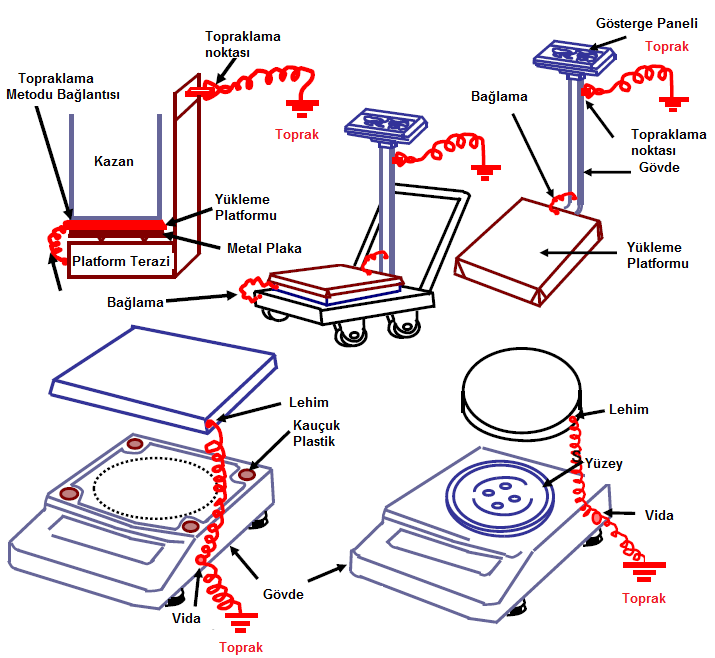 Topraklama
noktası
Topraklama
Metodu Bağlantısı
Toprak
Kazan
Yükleme
Platformu
Metal Plaka
Platform Terazi
Bağlama
Gösterge Paneli
Toprak
Bağlama
Topraklama
noktası
Gövde
Yükleme
Platformu
Lehim
Kauçuk
Plastik
Gövde
Vida
Toprak
Lehim
Yüzey
Vida
Toprak